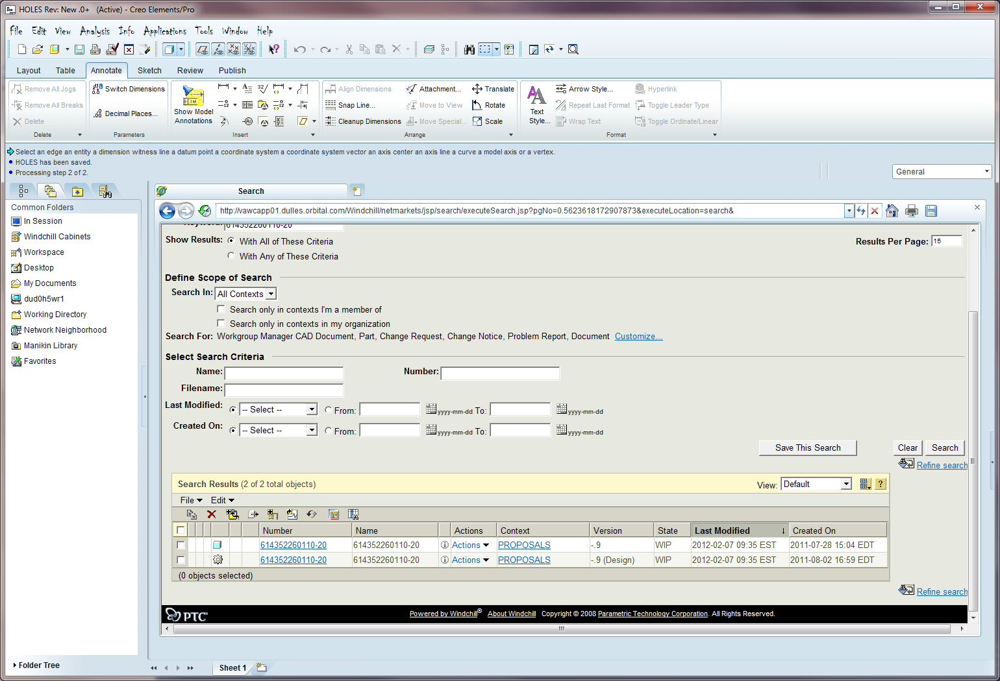 HOLES Rev: New .0+ (Active) - Creo Elements/Pro
File Edit View Analysis Info Applications Tools Window Help
Layout Table Annotate Sketch Review Publish
Remove All Jogs
Remove All Breaks
Delete
Delete
Switch Dimensions
Decimal Places...
Parameters
Show Model Annotations
Insert
Align Dimensions Attachment... Translate
Snap Line... Move to View Rotate
Cleanup Dimensions Move Special... Scale
Arrange
Text Style...
Arrow Style... Hyperlink
Repeat Last Format Toggle Leader Type
Wrap Text Toggle Ordinate/Linear
Format
Select an edge an entity a dimension witness line a datum point a coordinate system a coordinate system vector an axis center an axis line a curve a model axis or a vertex.
HOLES has been saved.
Processing step 2 of 2.
General
Common Folders
In Session
Windchill Cabinets
Workspace
Desktop
My Documents
dud0h5wr1
Working Directory
Network Neighborhood
Manikin Library
Favorites
Folder Tree
Search
http://vawcapp01.dulles.orbital.com/Windchill/netmarkets/jsp/search/executeSearch.jsp?pgNo=0.5623618172907873&executeLocation=search&
Keyword: 614352260110-20
Show Results: With All of These Criteria Results Per Page: 15
With Any of These Criteria
Define Scope of Search
Search In: All Contexts
Search only in contexts I'm a member of
Search only in contexts in my organization
Search For: Workgroup Manager CAD Document, Part, Change Request, Change Notice, Problem Report, Document Customize...
Select Search Criteria
Name: Number:
Filename:
Last Modified: -- Select -- From: yyyy-mm-dd To: yyyy-mm-dd
Created On: -- Select -- From: yyyy-mm-dd To: yyyy-mm-dd
Save This Search Clear Search
Refine search
Search Results (2 of 2 total objects) View: Default
File Edit
Number Name Actions Context Version State Last Modified Created On
614352260110-20 614352260110-20 Actions PROPOSALS -.9 WIP 2012-02-07 09:35 EST 2011-07-28 15:04 EDT
614352260110-20 614352260110-20 Actions PROPOSALS -.9 (Design) WIP 2012-02-07 09:35 EST 2011-08-02 16:59 EDT
(0 objects selected)
Refine search
PTC Powered by Windchill® About Windchill Copyright © 2008 Parametric Technology Corporation. All Rights Reserved.
Sheet 1